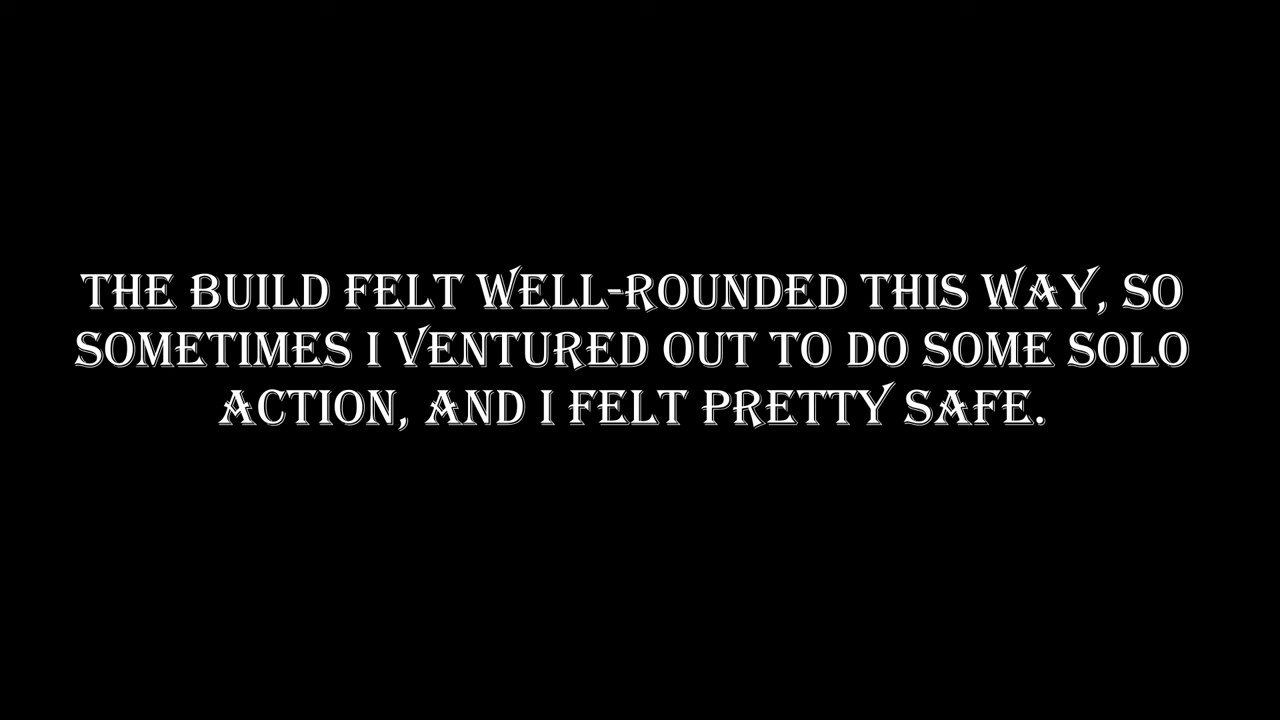 THE BUILD FELT WELL-ROUNDED THIS WAY, SO
SOMETIMES I VENTURED OUT TO DO SOME SOLO
ACTION, AND I FELT PRETTY SAFE.